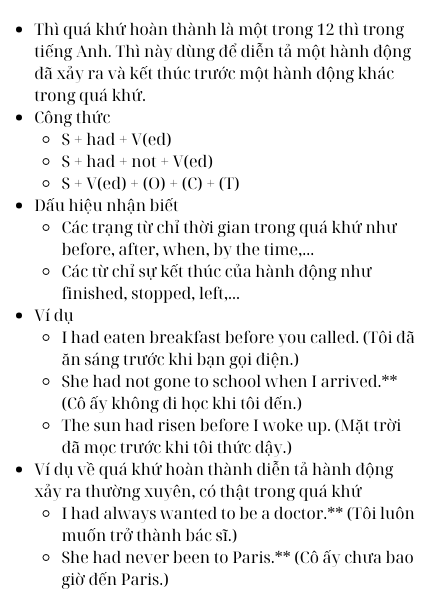 Thì quá khứ hoàn thành là một trong 12 thì trong
tiếng Anh. Thì này dùng để diễn tả một hành động
đã xảy ra và kết thúc trước một hành động khác
trong quá khứ.
Công thức
S + had + V(ed)
S + had + not + V(ed)
S + V(ed) + (O) + (C) + (T)
Dấu hiệu nhận biết
Các trạng từ chỉ thời gian trong quá khứ như
before, after, when, by the time,...
Các từ chỉ sự kết thúc của hành động như
finished, stopped, left,...
Ví dụ
I had eaten breakfast before you called. (Tôi đã
ăn sáng trước khi bạn gọi điện.)
She had not gone to school when I arrived.**
(Cô ấy không đi học khi tôi đến.)
The sun had risen before I woke up. (Mặt trời
đã mọc trước khi tôi thức dậy.)
Ví dụ về quá khứ hoàn thành diễn tả hành động
xảy ra thường xuyên, có thật trong quá khứ
I had always wanted to be a doctor.** (Tôi luôn
muốn trở thành bác sĩ.)
She had never been to Paris.** (Cô ấy chưa bao
giờ đến Paris.)